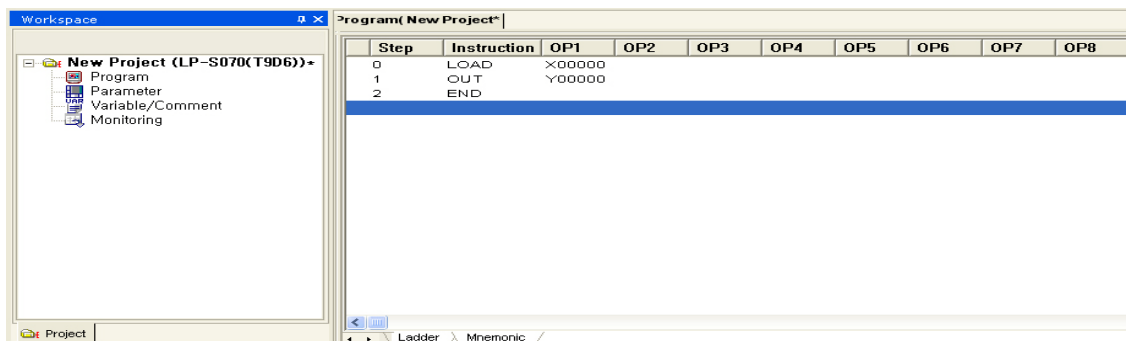 Workspace
New Project (LP-S070(T9D6))*
Program
Parameter
Variable/Comment
Monitoring
Project
Program( New Project*
Step Instruction OP1 OP2 OP3 OP4 OP5 OP6 OP7 OP8
0 LOAD X00000
1 OUT Y00000
2 END
Ladder Mnemonic